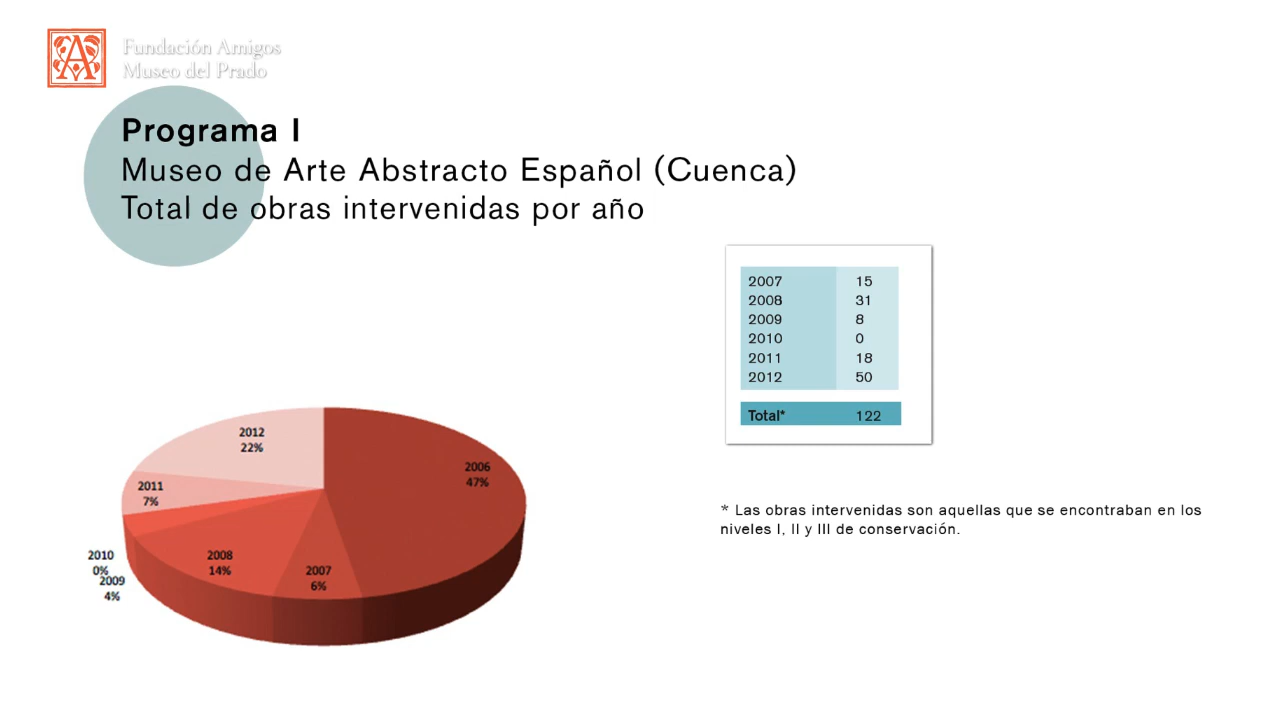 Fundación Amigos
Museo del Prado
Programa I
Museo de Arte Abstracto Español (Cuenca)
Total de obras intervenidas por año
2007 15
2008 31
2009 8
2010 0
2011 18
2012 50
Total* 122
2012
22%
2006
47%
2011
7%
2010
0%
2009
4%
2008
14%
2007
6%
* Las obras intervenidas son aquellas que se encontraban en los
niveles I, II y III de conservación.